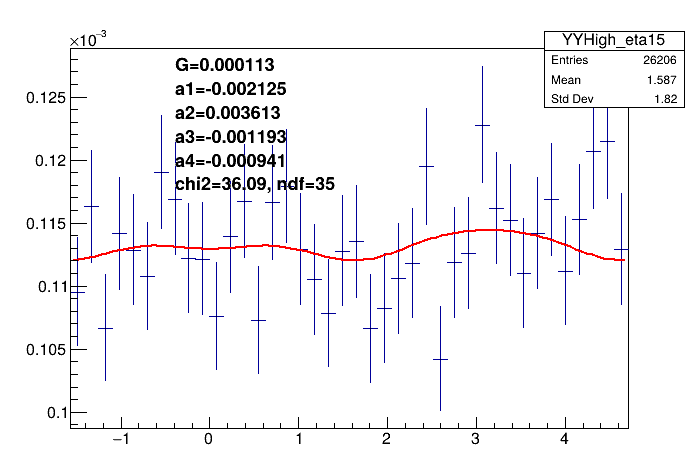 ×10⁻³
YYHigh_eta15
Entries 26206
Mean 1.587
Std Dev 1.82
G=0.000113
a1=-0.002125
a2=0.003613
a3=-0.001193
a4=-0.000941
chi2=36.09, ndf=35
0.125
0.12
0.115
0.11
0.105
0.1
−1 0 1 2 3 4